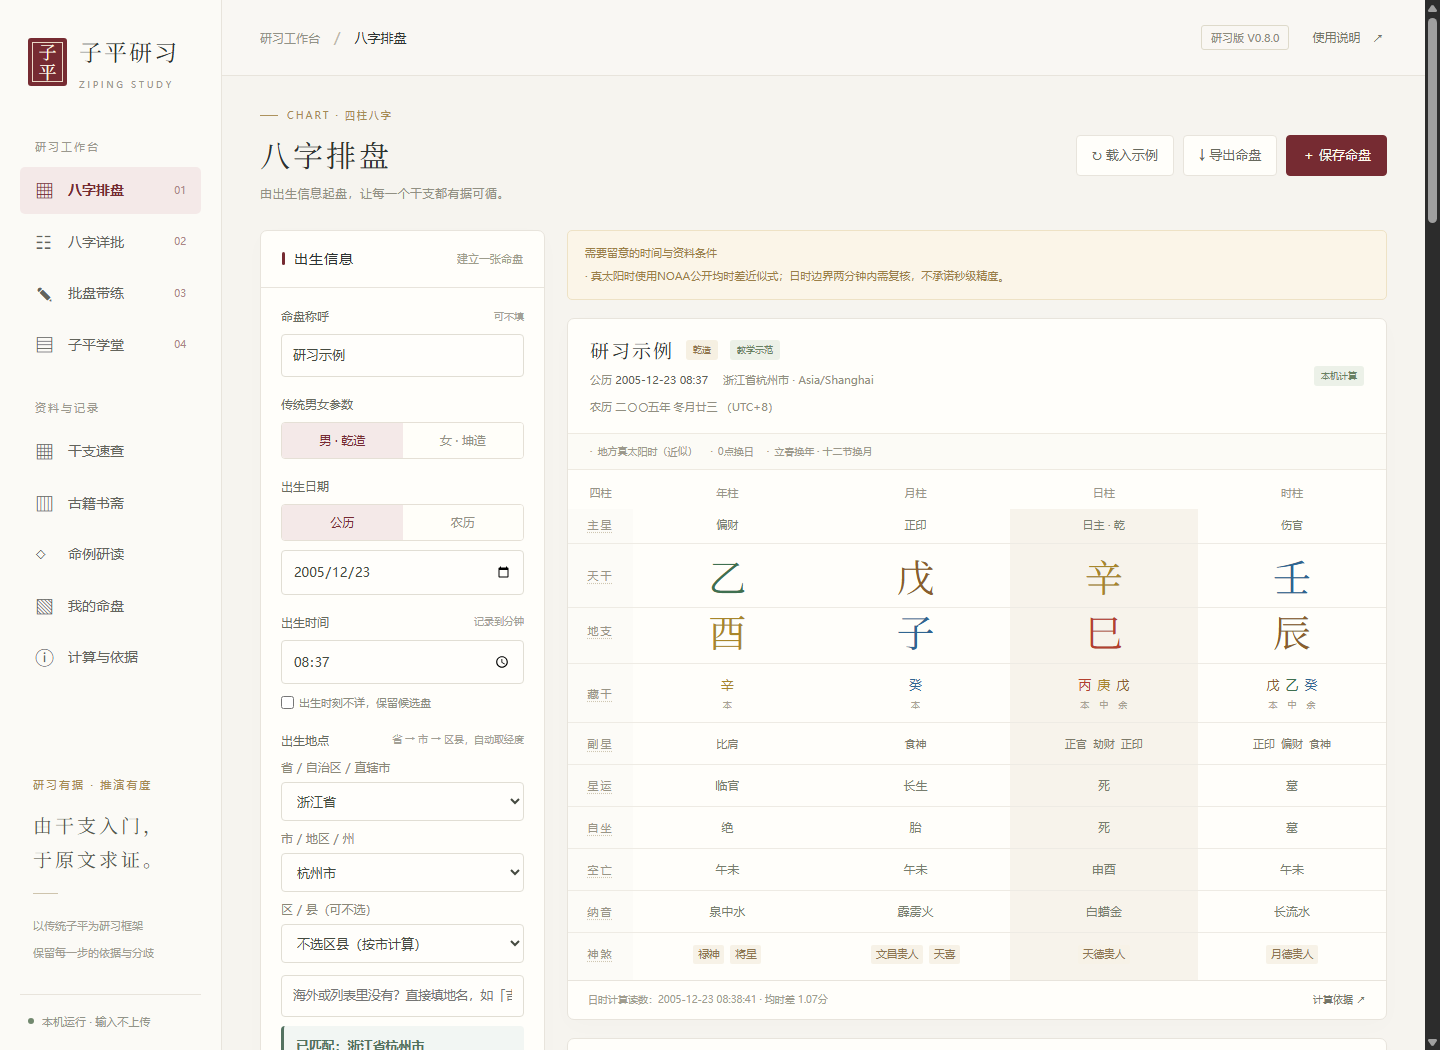 子平
子平研习
ZIPING STUDY
研习工作台
八字排盘 01
八字详批 02
批盘带练 03
子平学堂 04
资料与记录
干支速查
古籍书斋
命例研读
我的命盘
计算与依据
研习有据 · 推演有度
由干支入门，
于原文求证。
以传统子平为研习框架
保留每一步的依据与分歧
本机运行 · 输入不上传
研习工作台 / 八字排盘
研习版 V0.8.0
使用说明 ↗
CHART · 四柱八字
八字排盘
由出生信息起盘，让每一个干支都有据可循。
↻ 载入示例
↓ 导出命盘
+ 保存命盘
出生信息 建立一张命盘
命盘称呼 可不填
研习示例
传统男女参数
男 · 乾造 女 · 坤造
出生日期
公历 农历
2005/12/23
出生时间 记录到分钟
08:37
出生时刻不详，保留候选盘
出生地点 省 → 市 → 区县，自动取经度
省 / 自治区 / 直辖市
浙江省
市 / 地区 / 州
杭州市
区 / 县（可不选）
不选区县（按市计算）
海外或列表里没有？直接填地名，如「吉
已匹配：浙江省杭州市
需要留意的时间与资料条件
· 真太阳时使用NOAA公开均时差近似式；日时边界两分钟内需复核，不承诺秒级精度。
研习示例 乾造 教学示范
公历 2005-12-23 08:37 浙江省杭州市 · Asia/Shanghai
本机计算
农历 二〇〇五年 冬月廿三 (UTC+8)
· 地方真太阳时（近似） · 0点换日 · 立春换年 · 十二节换月
四柱 年柱 月柱 日柱 时柱
主星 偏财 正印 日主 · 乾 伤官
天干 乙 戊 辛 壬
地支 酉 子 巳 辰
藏干 辛 癸 丙 庚 戊 戊 乙 癸
本 本 本 中 余 本 中 余
副星 比肩 食神 正官 劫财 正印 正印 偏财 食神
星运 临官 长生 死 墓
自坐 绝 胎 死 墓
空亡 午未 午未 申酉 午未
纳音 泉中水 霹雳火 白蜡金 长流水
神煞 禄神 将星 文昌贵人 天喜 天德贵人 月德贵人
日时计算读数：2005-12-23 08:38:41 · 均时差 1.07分
计算依据 ↗